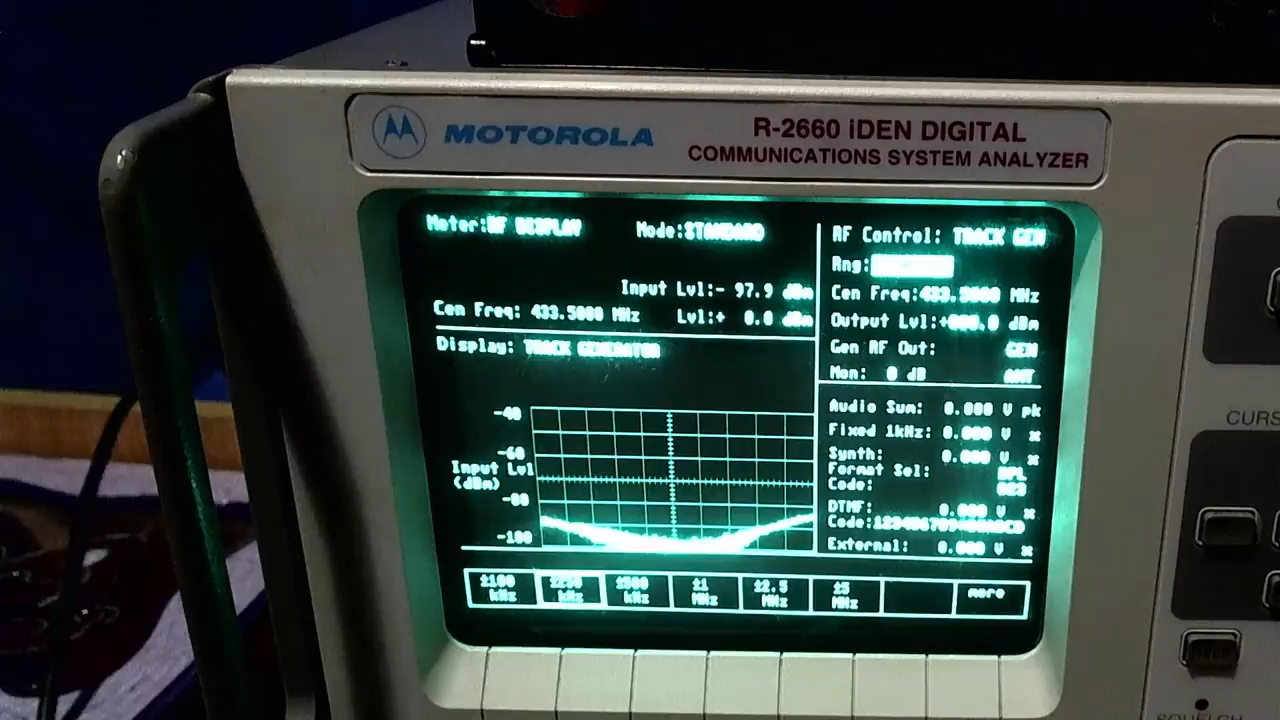 MOTOROLA
R-2660 iDEN DIGITAL
COMMUNICATIONS SYSTEM ANALYZER
Meter:RF DISPLAY
Mode:STANDARD
Input Lvl:- 97.9 dBm
Cen Freq: 433.5000 MHz Lvl:+ 0.0 dBm
Display: TRACK GENERATOR
-40
-60
Input Lvl
(dBm)
-80
-100
±100 kHz
±250 kHz
±500 kHz
±1 MHz
±2.5 MHz
±5 MHz
more
RF Control: TRACK GEN
Rng:
Cen Freq:433.5000 MHz
Output Lvl:+000.0 dBm
Gen RF Out: GEN
Mon: 0 dB ANT
Audio Sum: 0.000 V pk
Fixed 1kHz: 0.000 V *
Synth: 0.000 V *
Format Sel: DPL
Code: 023
DTMF: 0.000 V *
Code:
External: 0.000 V *
CURS